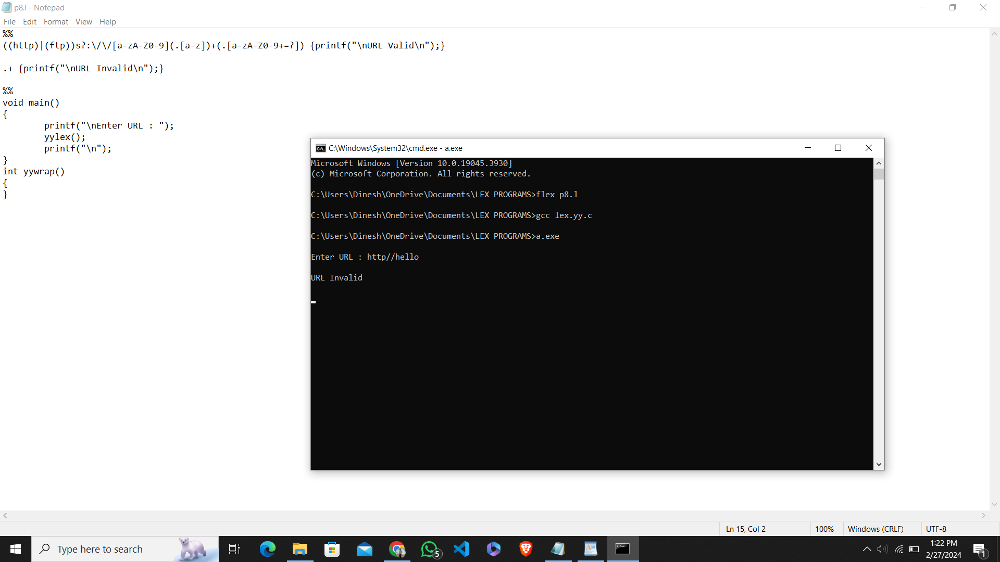 p8.l - Notepad
File Edit Format View Help
%%
((http)|(ftp))s?:\/\/[a-zA-Z0-9](.[a-z])+(.[a-zA-Z0-9+=?]) {printf("\nURL Valid\n");}
.+ {printf("\nURL Invalid\n");}
%%
void main()
{
printf("\nEnter URL : ");
yylex();
printf("\n");
}
int yywrap()
{
}
C:\Windows\System32\cmd.exe - a.exe
Microsoft Windows [Version 10.0.19045.3930]
(c) Microsoft Corporation. All rights reserved.
C:\Users\Dinesh\OneDrive\Documents\LEX PROGRAMS>flex p8.l
C:\Users\Dinesh\OneDrive\Documents\LEX PROGRAMS>gcc lex.yy.c
C:\Users\Dinesh\OneDrive\Documents\LEX PROGRAMS>a.exe
Enter URL : http//hello
URL Invalid
Ln 15, Col 2 100% Windows (CRLF) UTF-8
Type here to search
5
1:22 PM
2/27/2024
1